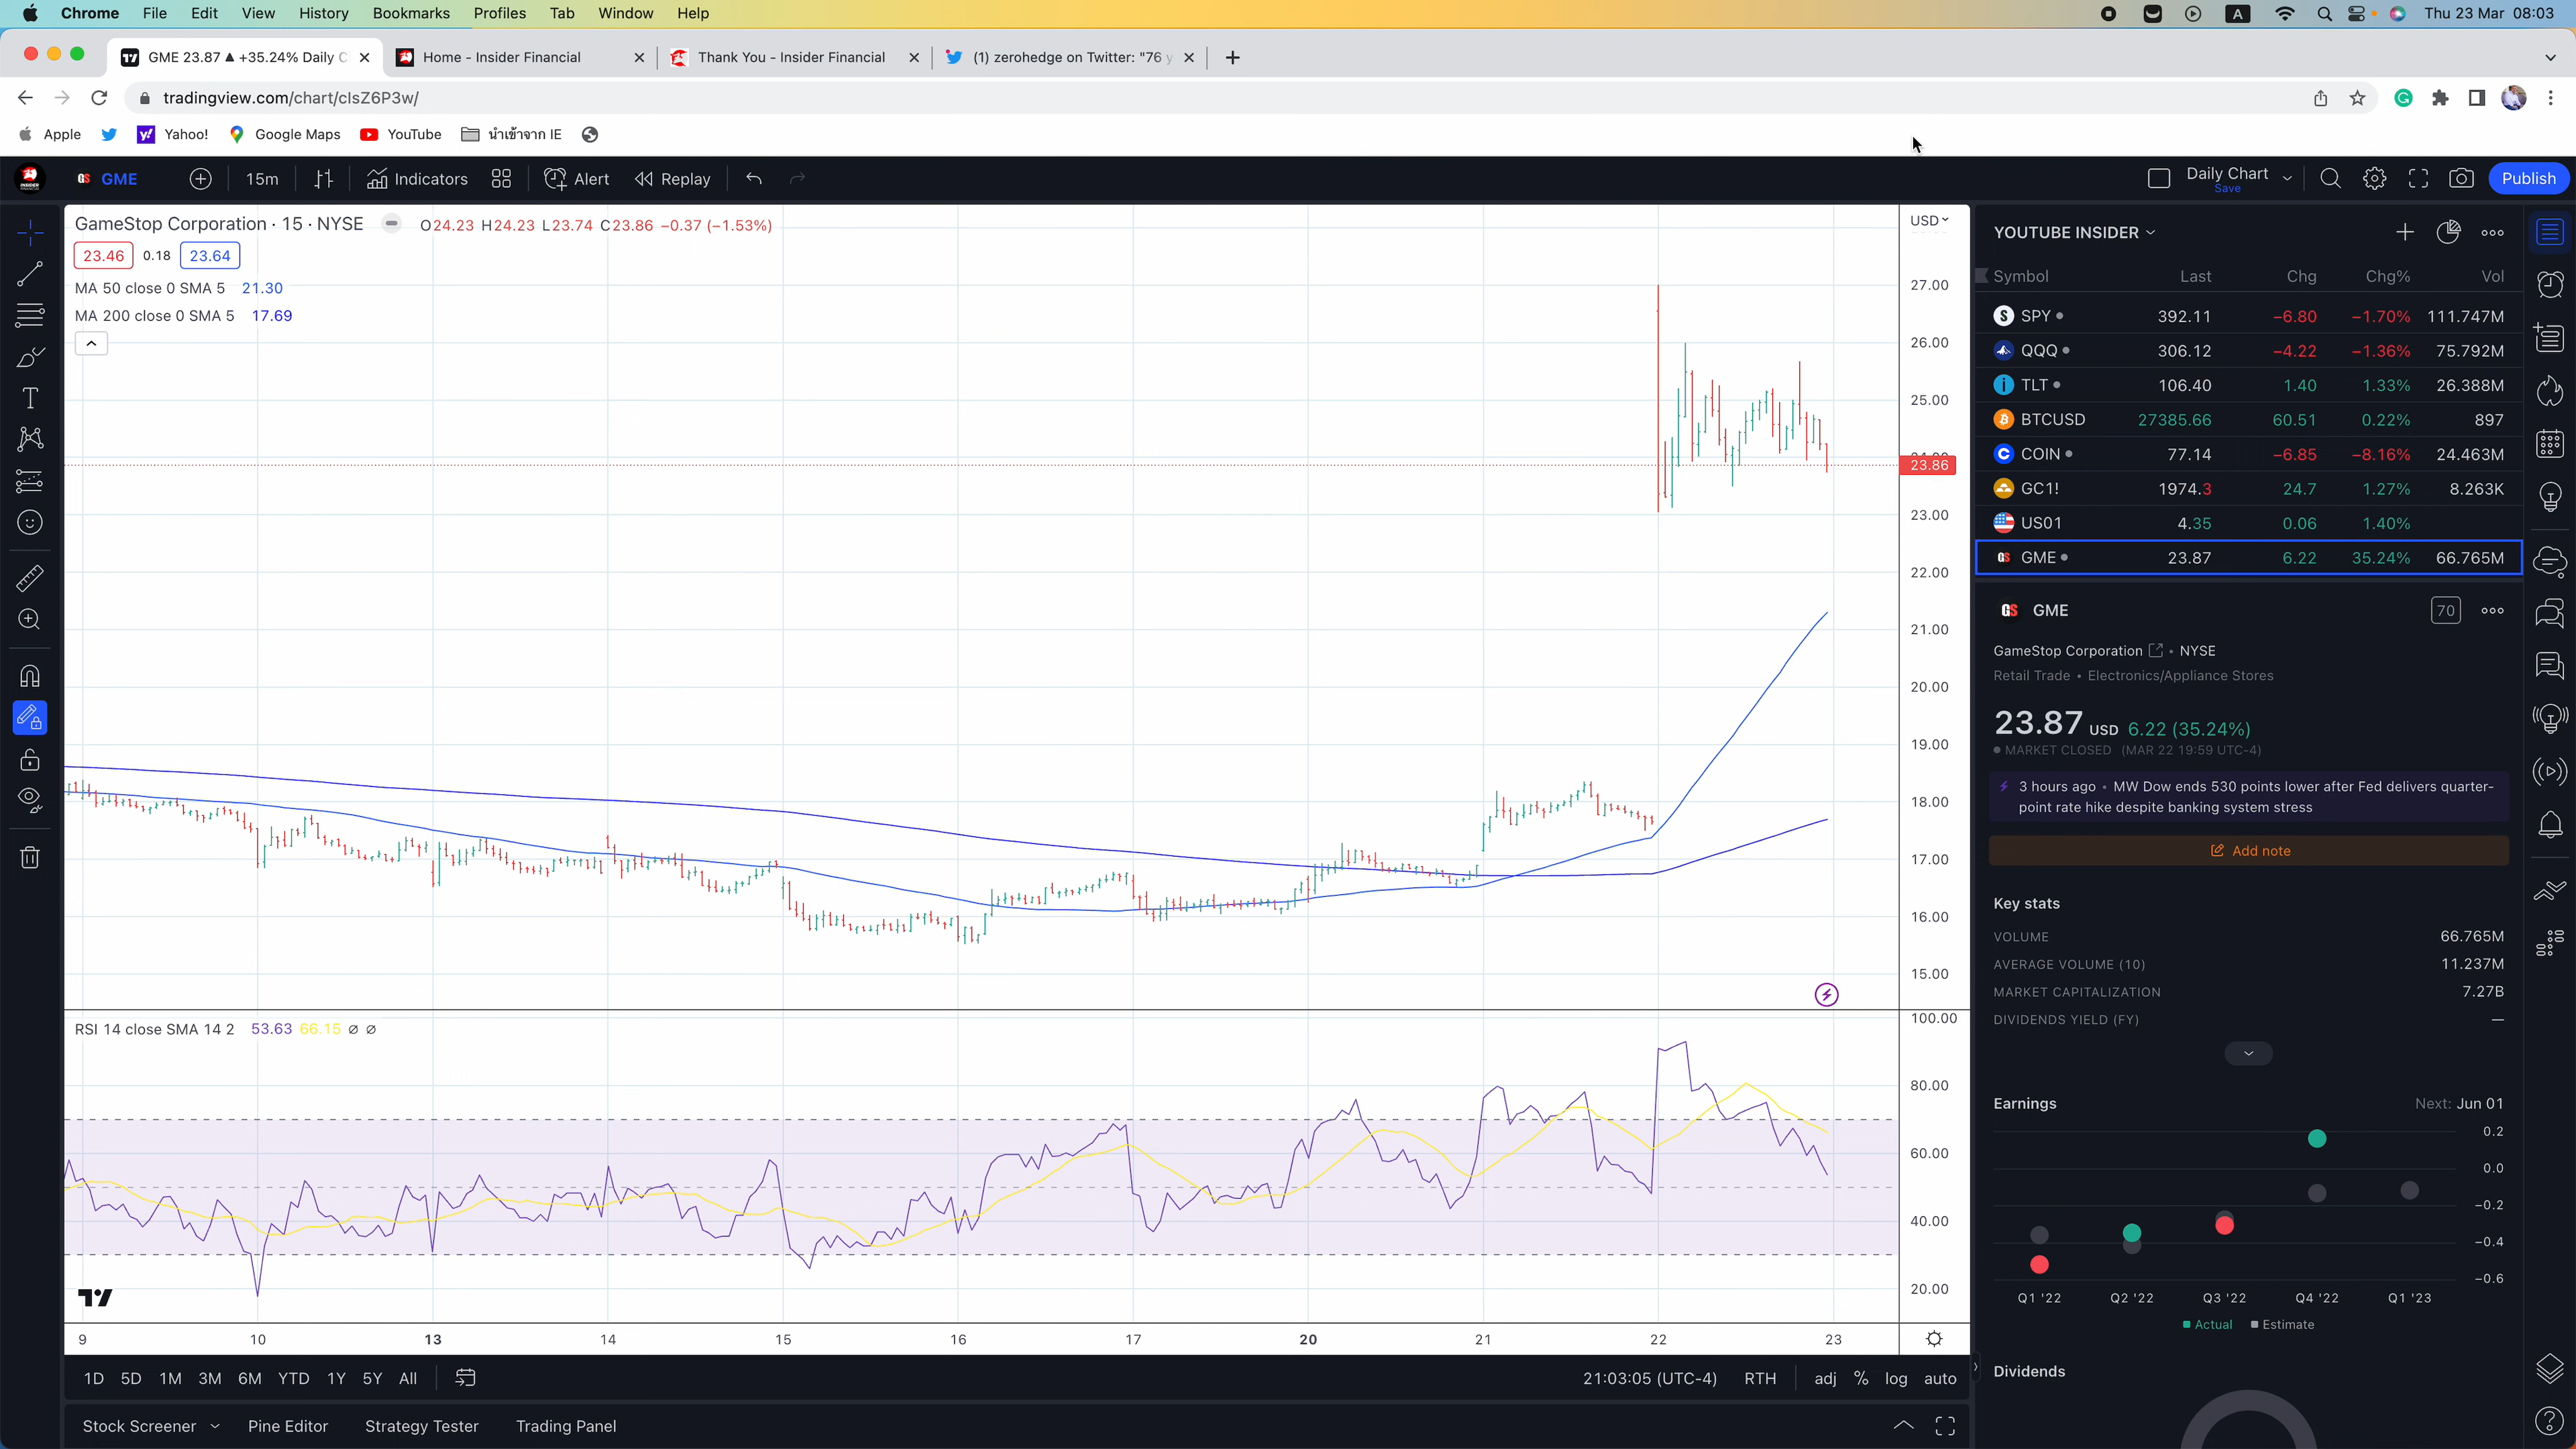 Chrome File Edit View History Bookmarks Profiles Tab Window Help A Thu 23 Mar 08:03
GME 23.87 ▲ +35.24% Daily C Home - Insider Financial Thank You - Insider Financial (1) zerohedge on Twitter: "76 y
tradingview.com/chart/clsZ6P3w/
Apple Yahoo! Google Maps YouTube นำเข้าจาก IE
GME 15m Indicators Alert Replay Daily Chart Publish
Save
GameStop Corporation · 15 · NYSE O24.23 H24.23 L23.74 C23.86 −0.37 (−1.53%)
23.46 0.18 23.64
MA 50 close 0 SMA 5 21.30
MA 200 close 0 SMA 5 17.69
USD
27.00
26.00
25.00
23.86
23.00
22.00
21.00
20.00
19.00
18.00
17.00
16.00
15.00
RSI 14 close SMA 14 2 53.63 66.15 ø ø
100.00
80.00
60.00
40.00
20.00
9 10 13 14 15 16 17 20 21 22 23
1D 5D 1M 3M 6M YTD 1Y 5Y All 21:03:05 (UTC-4) RTH adj % log auto
Stock Screener Pine Editor Strategy Tester Trading Panel
YOUTUBE INSIDER
Symbol Last Chg Chg% Vol
SPY 392.11 −6.80 −1.70% 111.747M
QQQ 306.12 −4.22 −1.36% 75.792M
TLT 106.40 1.40 1.33% 26.388M
BTCUSD 27385.66 60.51 0.22% 897
COIN 77.14 −6.85 −8.16% 24.463M
GC1! 1974.3 24.7 1.27% 8.263K
US01 4.35 0.06 1.40%
GME 23.87 6.22 35.24% 66.765M
GME 70
GameStop Corporation • NYSE
Retail Trade • Electronics/Appliance Stores
23.87 USD 6.22 (35.24%)
MARKET CLOSED (MAR 22 19:59 UTC-4)
3 hours ago • MW Dow ends 530 points lower after Fed delivers quarter-
point rate hike despite banking system stress
Add note
Key stats
VOLUME 66.765M
AVERAGE VOLUME (10) 11.237M
MARKET CAPITALIZATION 7.27B
DIVIDENDS YIELD (FY) —
Earnings Next: Jun 01
0.2
0.0
−0.2
−0.4
−0.6
Q1 '22 Q2 '22 Q3 '22 Q4 '22 Q1 '23
Actual Estimate
Dividends